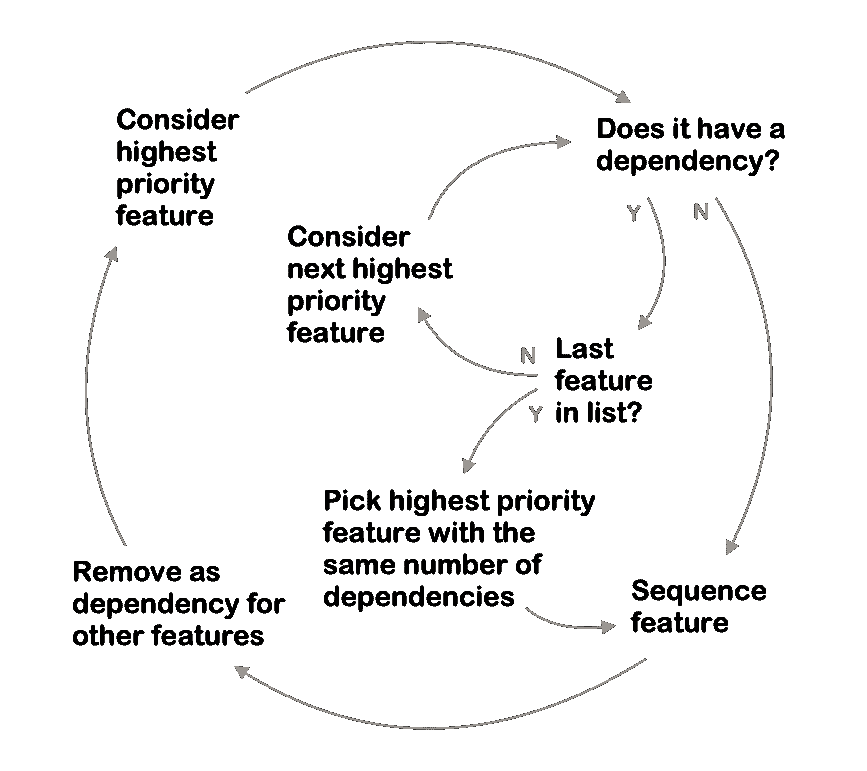 Consider
highest
priority
feature
Does it have a
dependency?
Y
N
Consider
next highest
priority
feature
N
Y
Last
feature
in list?
Pick highest priority
feature with the
same number of
dependencies
Sequence
feature
Remove as
dependency for
other features